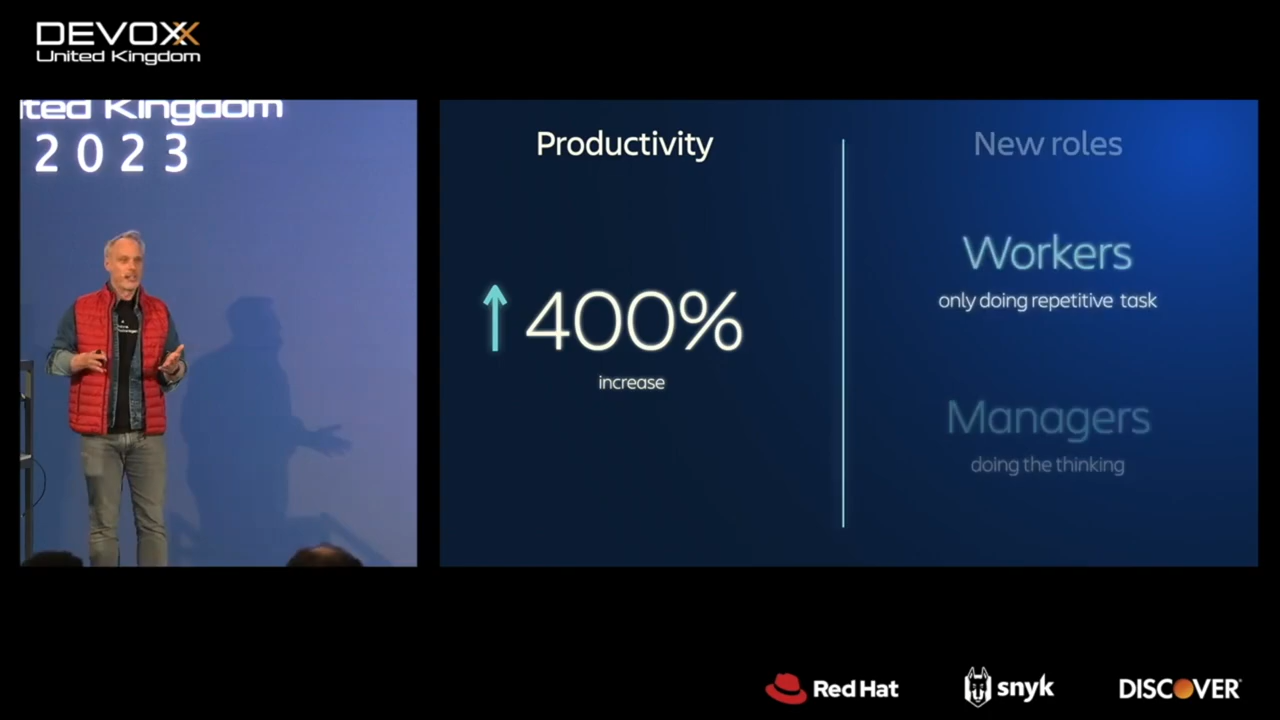 DEVOXX
United Kingdom
ited Kingdom
2023
Productivity
400%
increase
New roles
Workers
only doing repetitive task
Managers
doing the thinking
Red Hat
snyk
DISCOVER